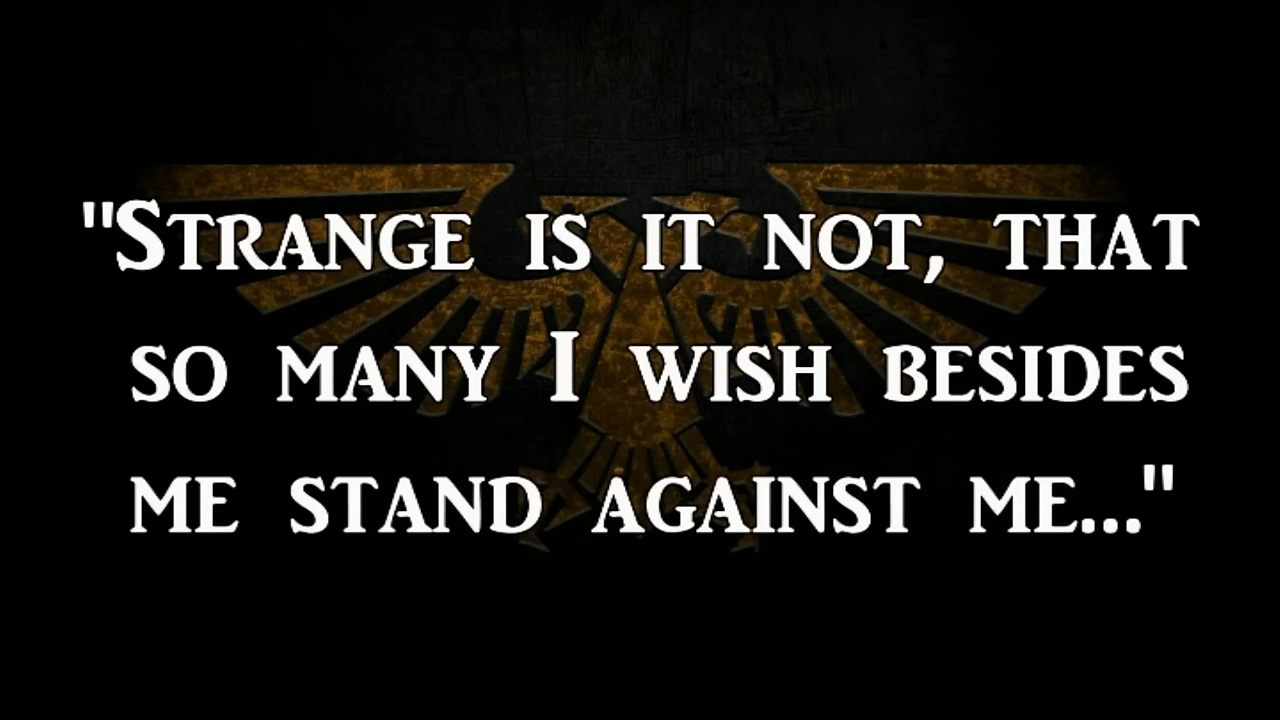 "Strange is it not, that
so many I wish besides
me stand against me..."